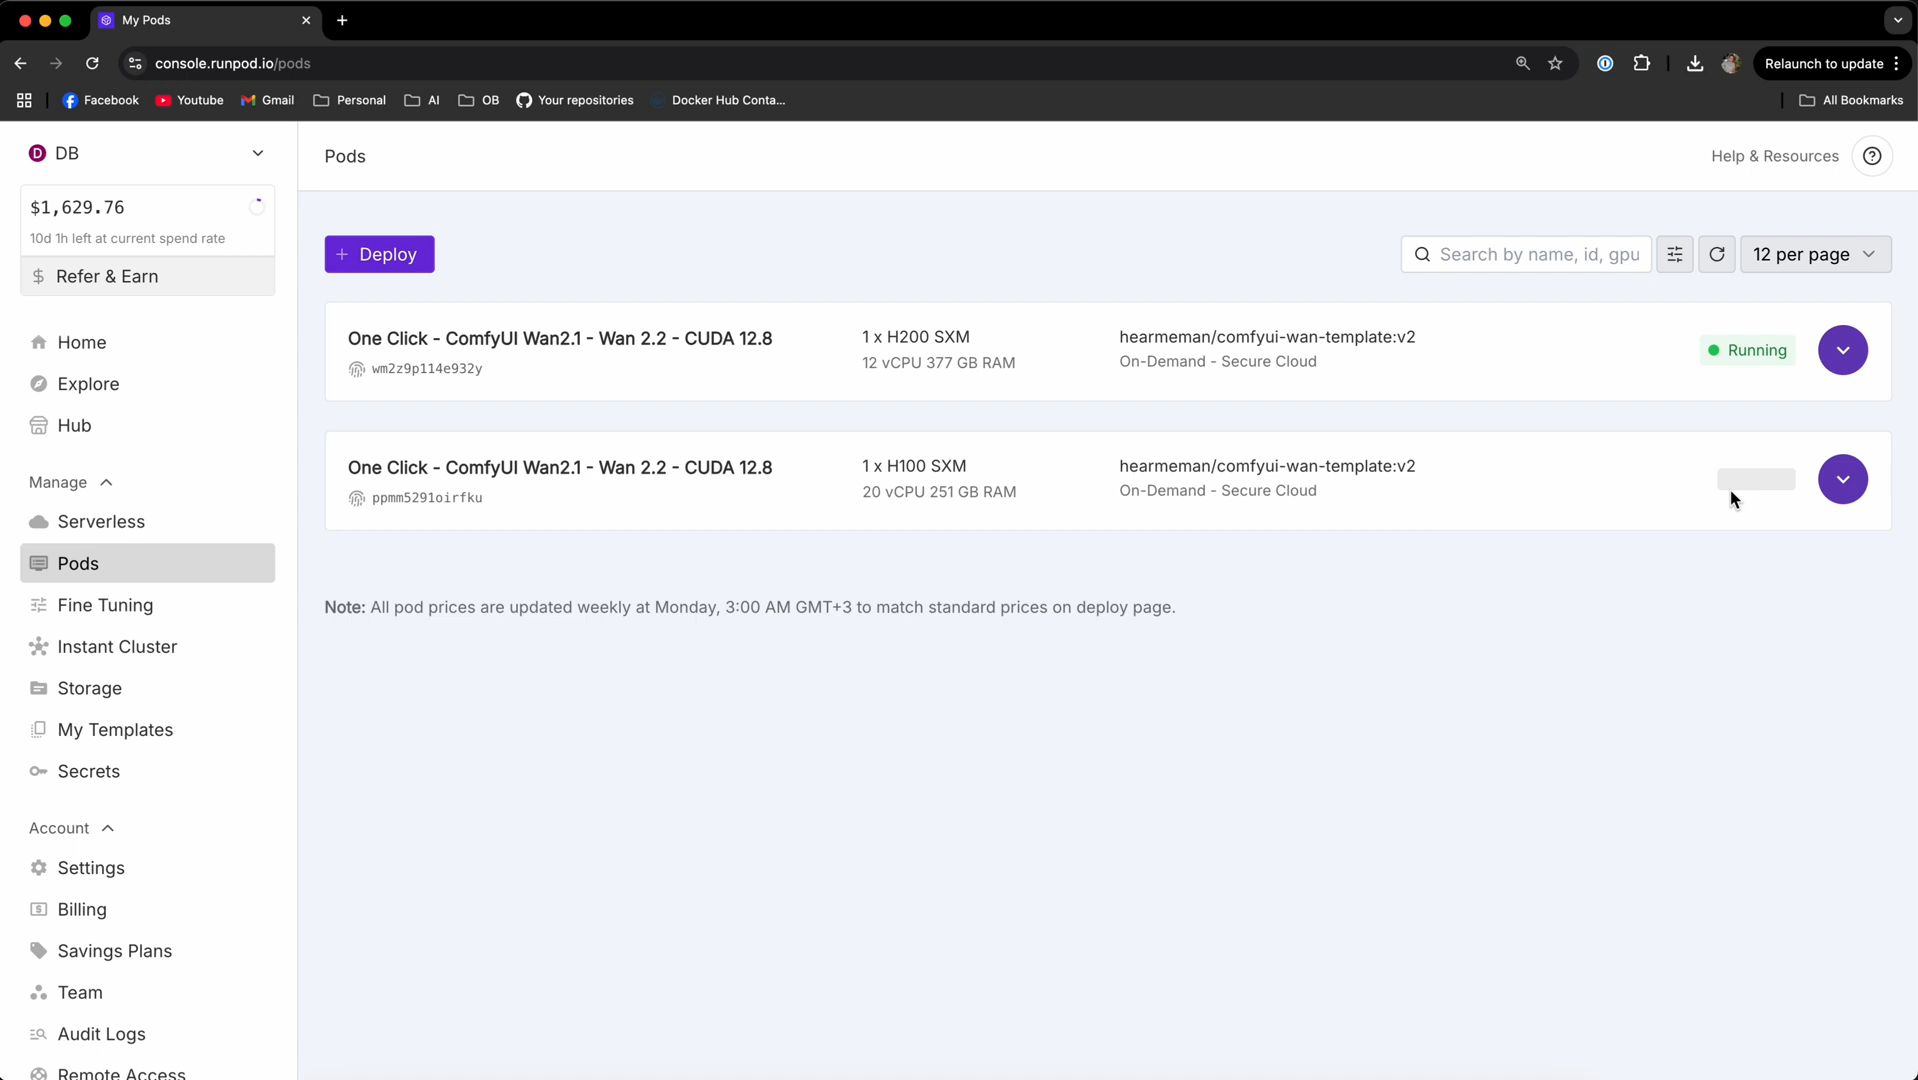 My Pods
console.runpod.io/pods
Relaunch to update
Facebook
Youtube
Gmail
Personal
AI
OB
Your repositories
Docker Hub Conta...
All Bookmarks
D DB
Pods
Help & Resources
$1,629.76
10d 1h left at current spend rate
Refer & Earn
+ Deploy
Search by name, id, gpu
12 per page
Home
Explore
Hub
Manage
Serverless
Pods
Fine Tuning
Instant Cluster
Storage
My Templates
Secrets
Account
Settings
Billing
Savings Plans
Team
Audit Logs
Remote Access
One Click - ComfyUI Wan2.1 - Wan 2.2 - CUDA 12.8
wm2z9p114e932y
1 x H200 SXM
12 vCPU 377 GB RAM
hearmeman/comfyui-wan-template:v2
On-Demand - Secure Cloud
Running
One Click - ComfyUI Wan2.1 - Wan 2.2 - CUDA 12.8
ppmm5291oirfku
1 x H100 SXM
20 vCPU 251 GB RAM
hearmeman/comfyui-wan-template:v2
On-Demand - Secure Cloud
Note: All pod prices are updated weekly at Monday, 3:00 AM GMT+3 to match standard prices on deploy page.